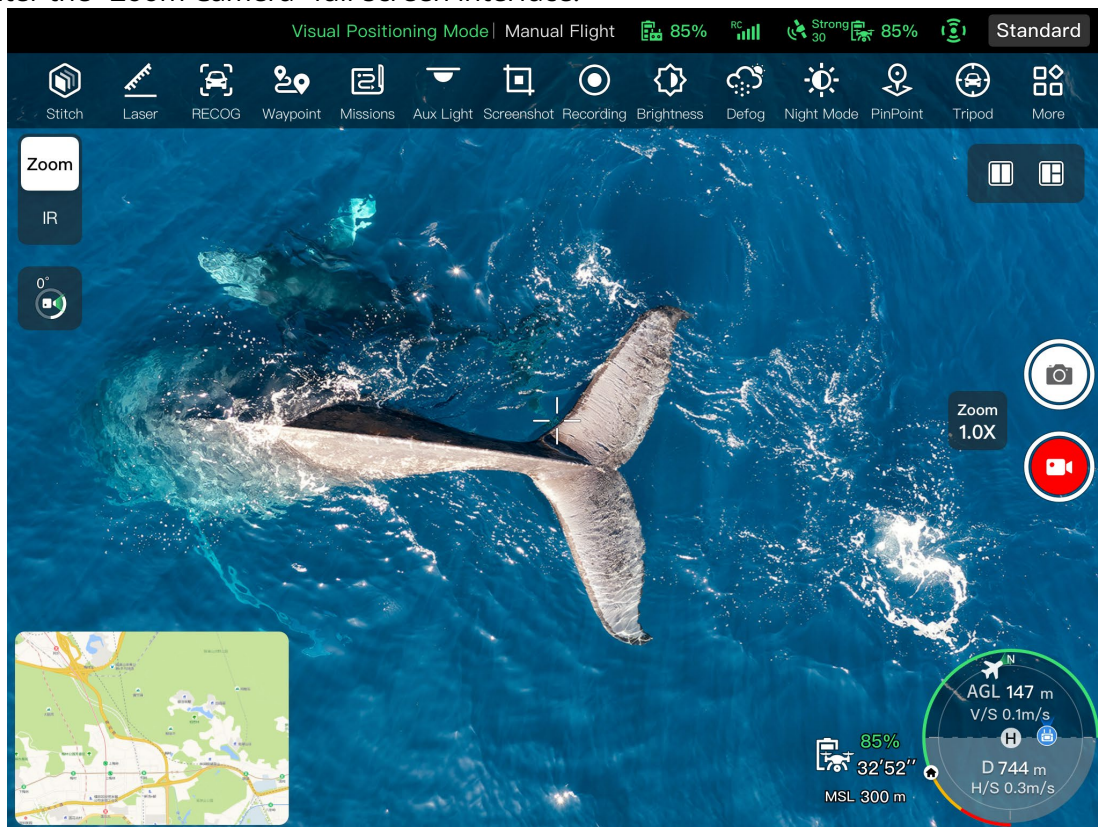 Visual Positioning Mode | Manual Flight 85% RC Strong 30 85% Standard
Stitch Laser RECOG Waypoint Missions Aux Light Screenshot Recording Brightness Defog Night Mode PinPoint Tripod More
Zoom
IR
0°
Zoom
1.0X
N
AGL 147 m
V/S 0.1m/s
H
85%
32'52''
D 744 m
H/S 0.3m/s
MSL 300 m